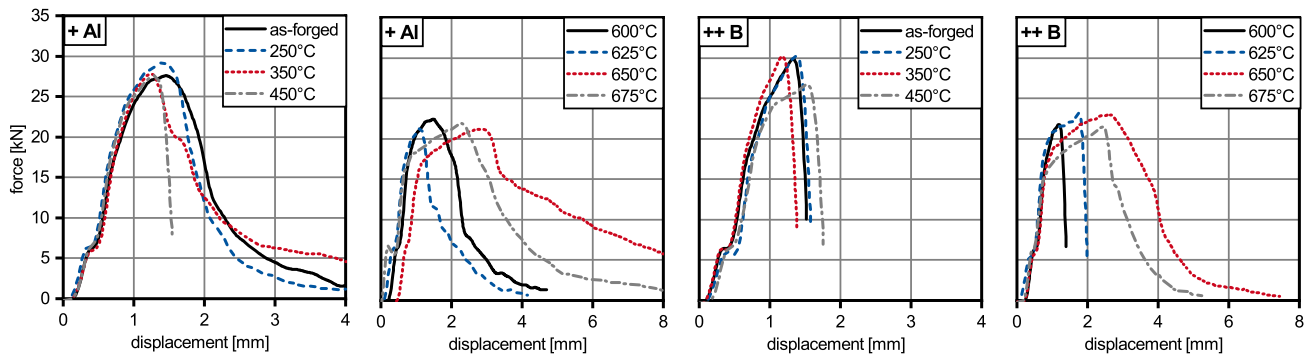 35
30
25
20
15
10
5
0
force [kN]
+ Al
as-forged
250°C
350°C
450°C
0 1 2 3 4
displacement [mm]
+ Al
600°C
625°C
650°C
675°C
0 2 4 6 8
displacement [mm]
++ B
as-forged
250°C
350°C
450°C
0 1 2 3 4
displacement [mm]
++ B
600°C
625°C
650°C
675°C
0 2 4 6 8
displacement [mm]